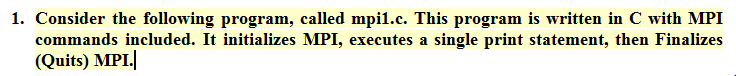 1. Consider the following program, called mpi1.c. This program is written in C with MPI
commands included. It initializes MPI, executes a single print statement, then Finalizes
(Quits) MPI.